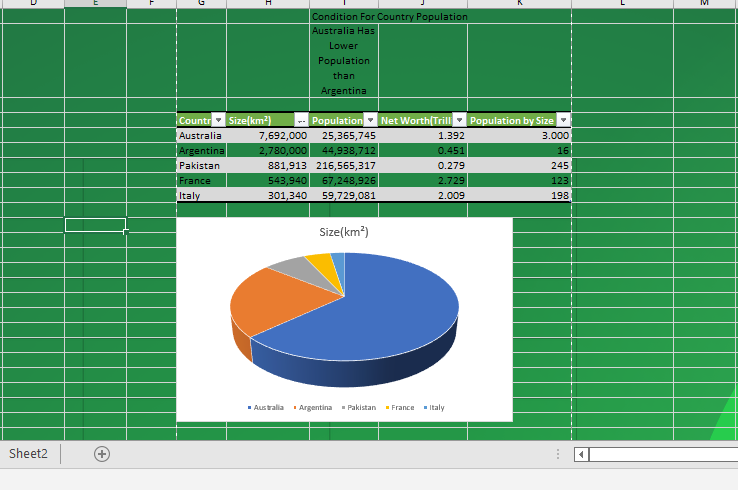 D E F G H I J K L M
Condition For Country Population
Australia Has
Lower
Population
than
Argentina
Countr Size(km²) Population Net Worth(Trill Population by Size
Australia 7,692,000 25,365,745 1.392 3.000
Argentina 2,780,000 44,938,712 0.451 16
Pakistan 881,913 216,565,317 0.279 245
France 543,940 67,248,926 2.729 123
Italy 301,340 59,729,081 2.009 198
Size(km²)
Australia Argentina Pakistan France Italy
Sheet2